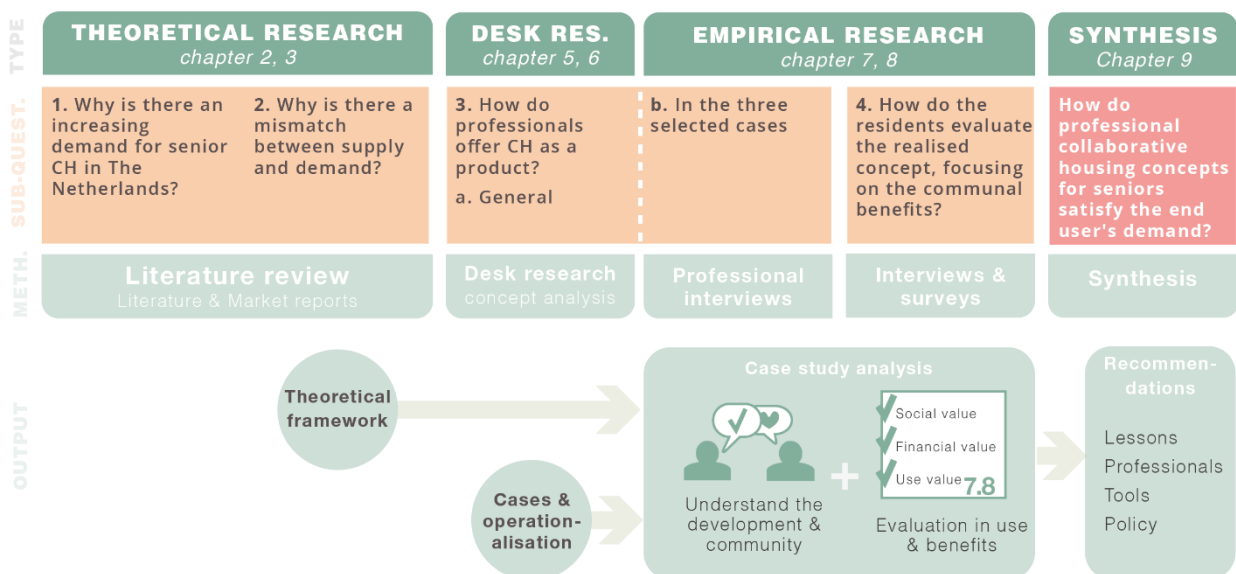 TYPE
THEORETICAL RESEARCH
chapter 2, 3
DESK RES.
chapter 5, 6
EMPIRICAL RESEARCH
chapter 7, 8
SYNTHESIS
Chapter 9
SUB-QUEST.
1. Why is there an
increasing
demand for senior
CH in The
Netherlands?
2. Why is there a
mismatch
between supply
and demand?
3. How do
professionals
offer CH as a
product?
a. General
b. In the three
selected cases
4. How do the
residents evaluate
the realised
concept, focusing
on the communal
benefits?
How do
professional
collaborative
housing concepts
for seniors
satisfy the end
user's demand?
METH.
Literature review
Literature & Market reports
Desk research
concept analysis
Professional
interviews
Interviews &
surveys
Synthesis
OUTPUT
Theoretical
framework
Cases &
operation-
alisation
Case study analysis
Understand the
development &
community
+
Social value
Financial value
Use value 7.8
Evaluation in use
& benefits
Recommen-
dations
Lessons
Professionals
Tools
Policy